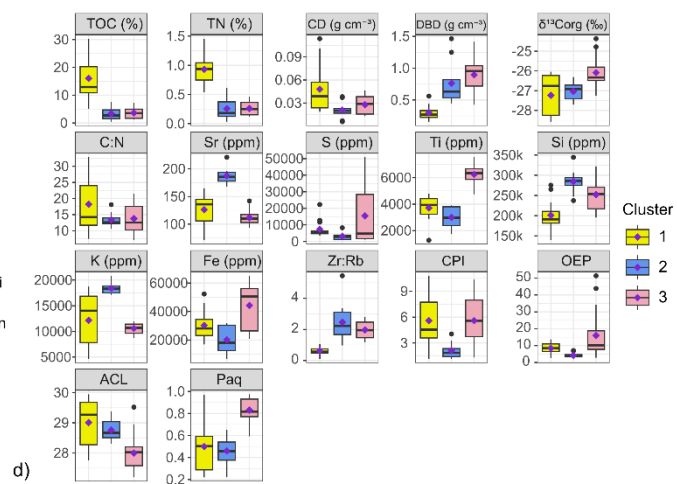 TOC (%) TN (%) CD (g cm⁻³) DBD (g cm⁻³) δ¹³Corg (‰)
30 20 10 0
1.5 1.0 0.5 0.0
0.09 0.06 0.03
1.5 1.0 0.5
-25 -26 -27 -28
C:N Sr (ppm) S (ppm) Ti (ppm) Si (ppm)
30 25 20 15 10
200 150 100
50000 40000 30000 20000 10000 0
6000 4000 2000
350k 300k 250k 200k 150k
K (ppm) Fe (ppm) Zr:Rb CPI OEP
20000 15000 10000 5000
60000 40000 20000
4 2 0
9 6 3
50 40 30 20 10 0
ACL Paq
30 29 28
1.0 0.8 0.6 0.4 0.2
Cluster
1
2
3
d)